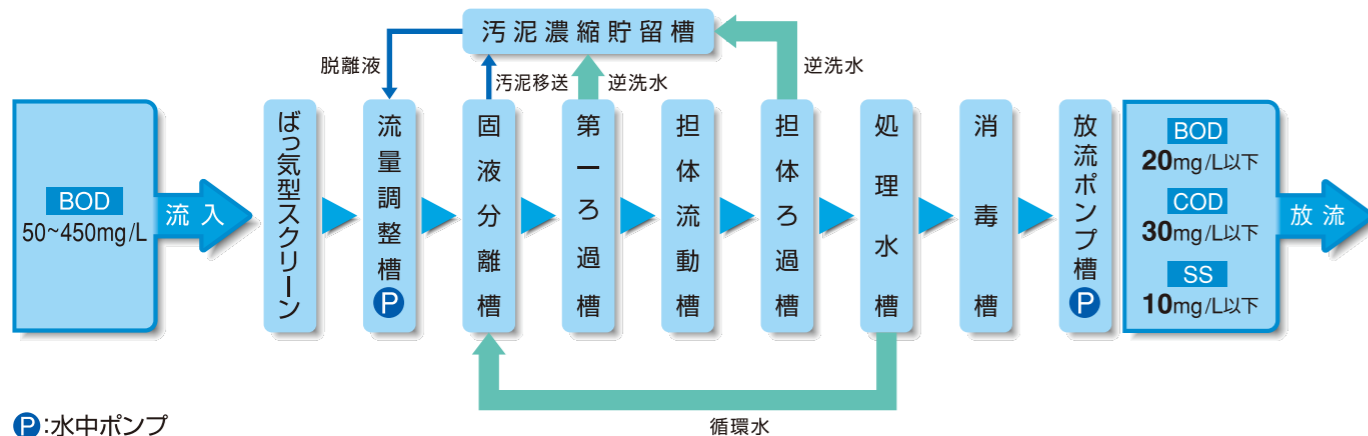 汚泥濃縮貯留槽
脱離液
汚泥移送
逆洗水
逆洗水
BOD
50~450mg/L
流入
ばっ気型スクリーン
流量調整槽P
固液分離槽
第一ろ過槽
担体流動槽
担体ろ過槽
処理水槽
消毒槽
放流ポンプ槽P
BOD
20mg/L以下
COD
30mg/L以下
SS
10mg/L以下
放流
循環水
P:水中ポンプ